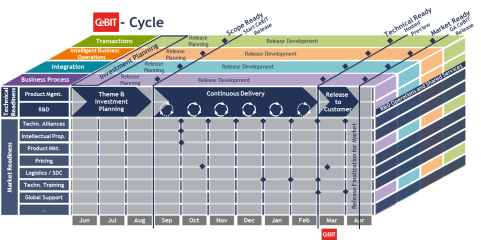 CeBIT - Cycle
Scope Ready
Start CeBIT
Release
Technical Ready
Hosted
Preview
Market Ready
GA CeBIT
Release
Transactions
Intelligent Business
Operations
Integration
Business Process
Investment Planning
Release
Planning
Release Development
Release
Planning
Release Development
Release
Planning
Release Development
Release
Planning
Release Development
R&D Operations and Shared Services
Technical
Readiness
Product Mgmt.
R&D
Theme &
Investment
Planning
Continuous Delivery
Release
to
Customer
Market Readiness
Techn. Alliances
Intellectual Prop.
Product Mkt.
Pricing
Logistics / SDC
Techn. Training
Global Support
...
Release Finalization for Market
Jun
Jul
Aug
Sep
Oct
Nov
Dec
Jan
Feb
Mar
Apr
CeBIT